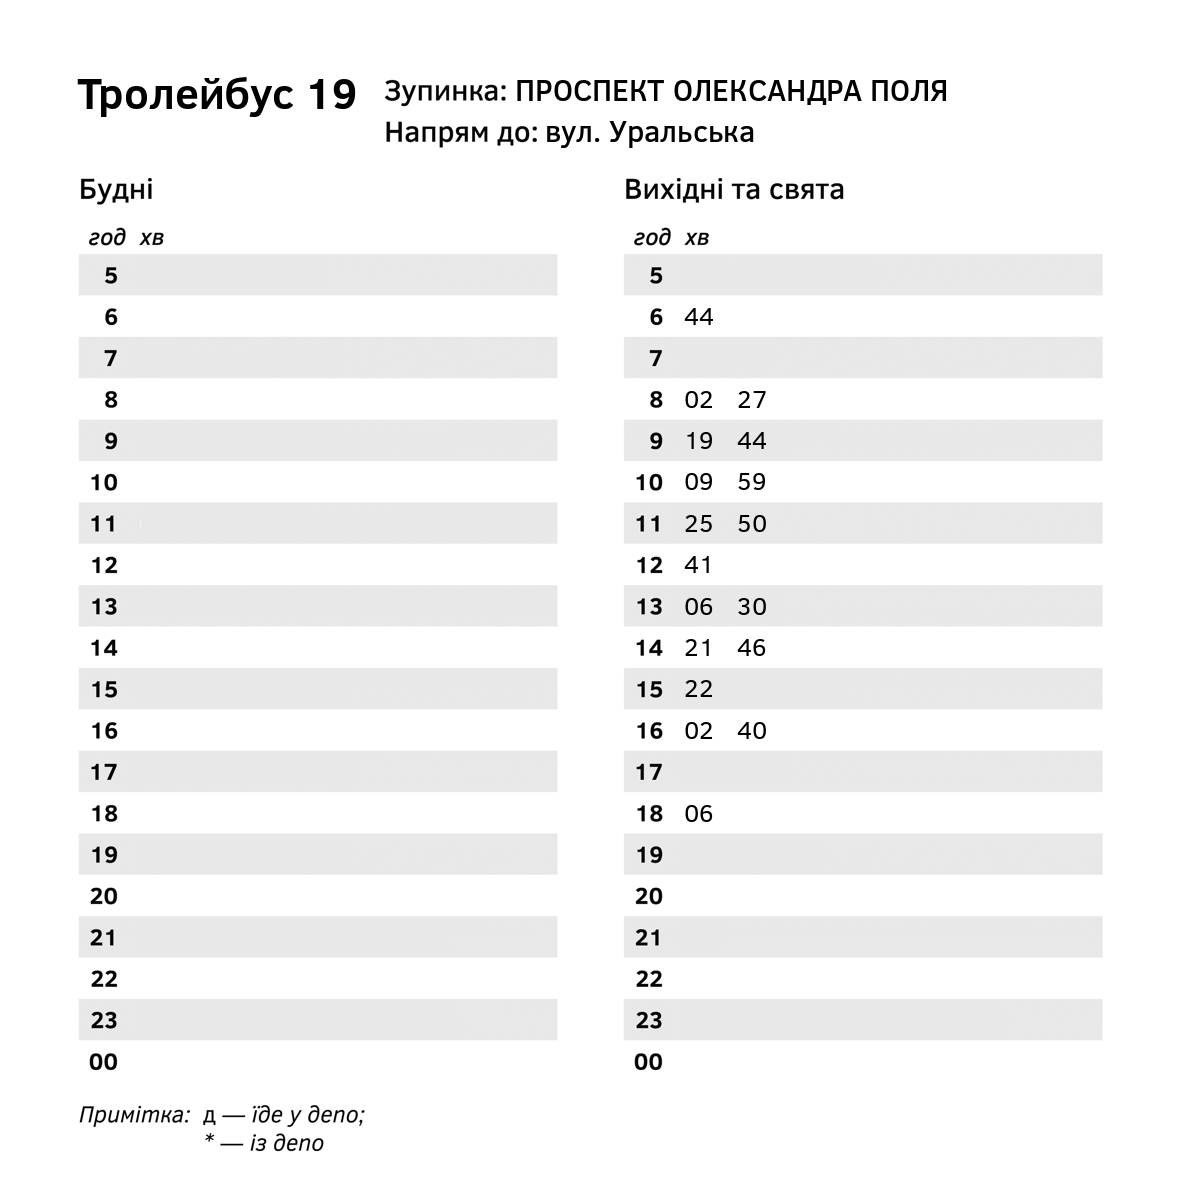 Тролейбус 19
Зупинка: ПРОСПЕКТ ОЛЕКСАНДРА ПОЛЯ
Напрям до: вул. Уральська
Будні
год хв
5
6
7
8
9
10
11
12
13
14
15
16
17
18
19
20
21
22
23
00
Вихідні та свята
год хв
5
6 44
7
8 02 27
9 19 44
10 09 59
11 25 50
12 41
13 06 30
14 21 46
15 22
16 02 40
17
18 06
19
20
21
22
23
00
Примітка: д — їде у депо;
* — із депо